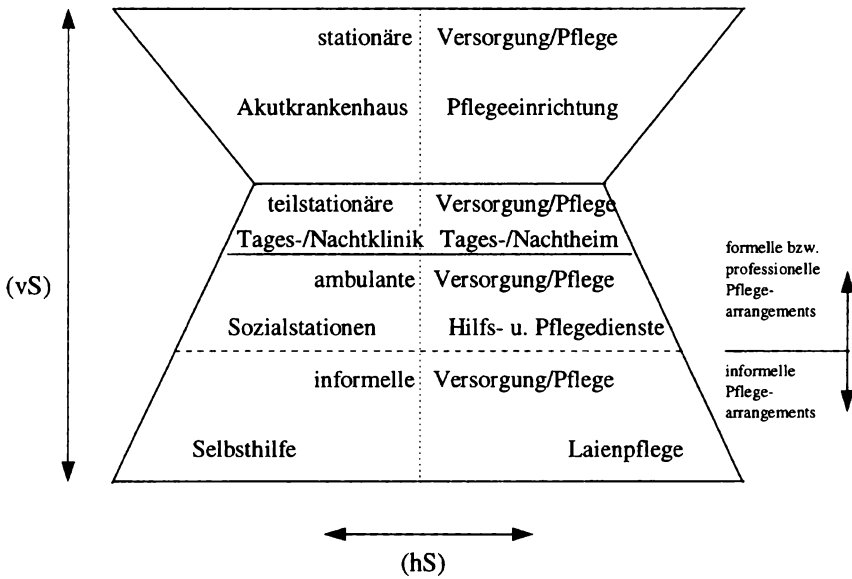 stationäre Versorgung/Pflege
Akutkrankenhaus Pflegeeinrichtung
teilstationäre Versorgung/Pflege
Tages-/Nachtklinik Tages-/Nachtheim
ambulante Versorgung/Pflege
Sozialstationen Hilfs- u. Pflegedienste
informelle Versorgung/Pflege
Selbsthilfe Laienpflege
(vS)
formelle bzw.
professionelle
Pflege-
arrangements
informelle
Pflege-
arrangements
(hS)